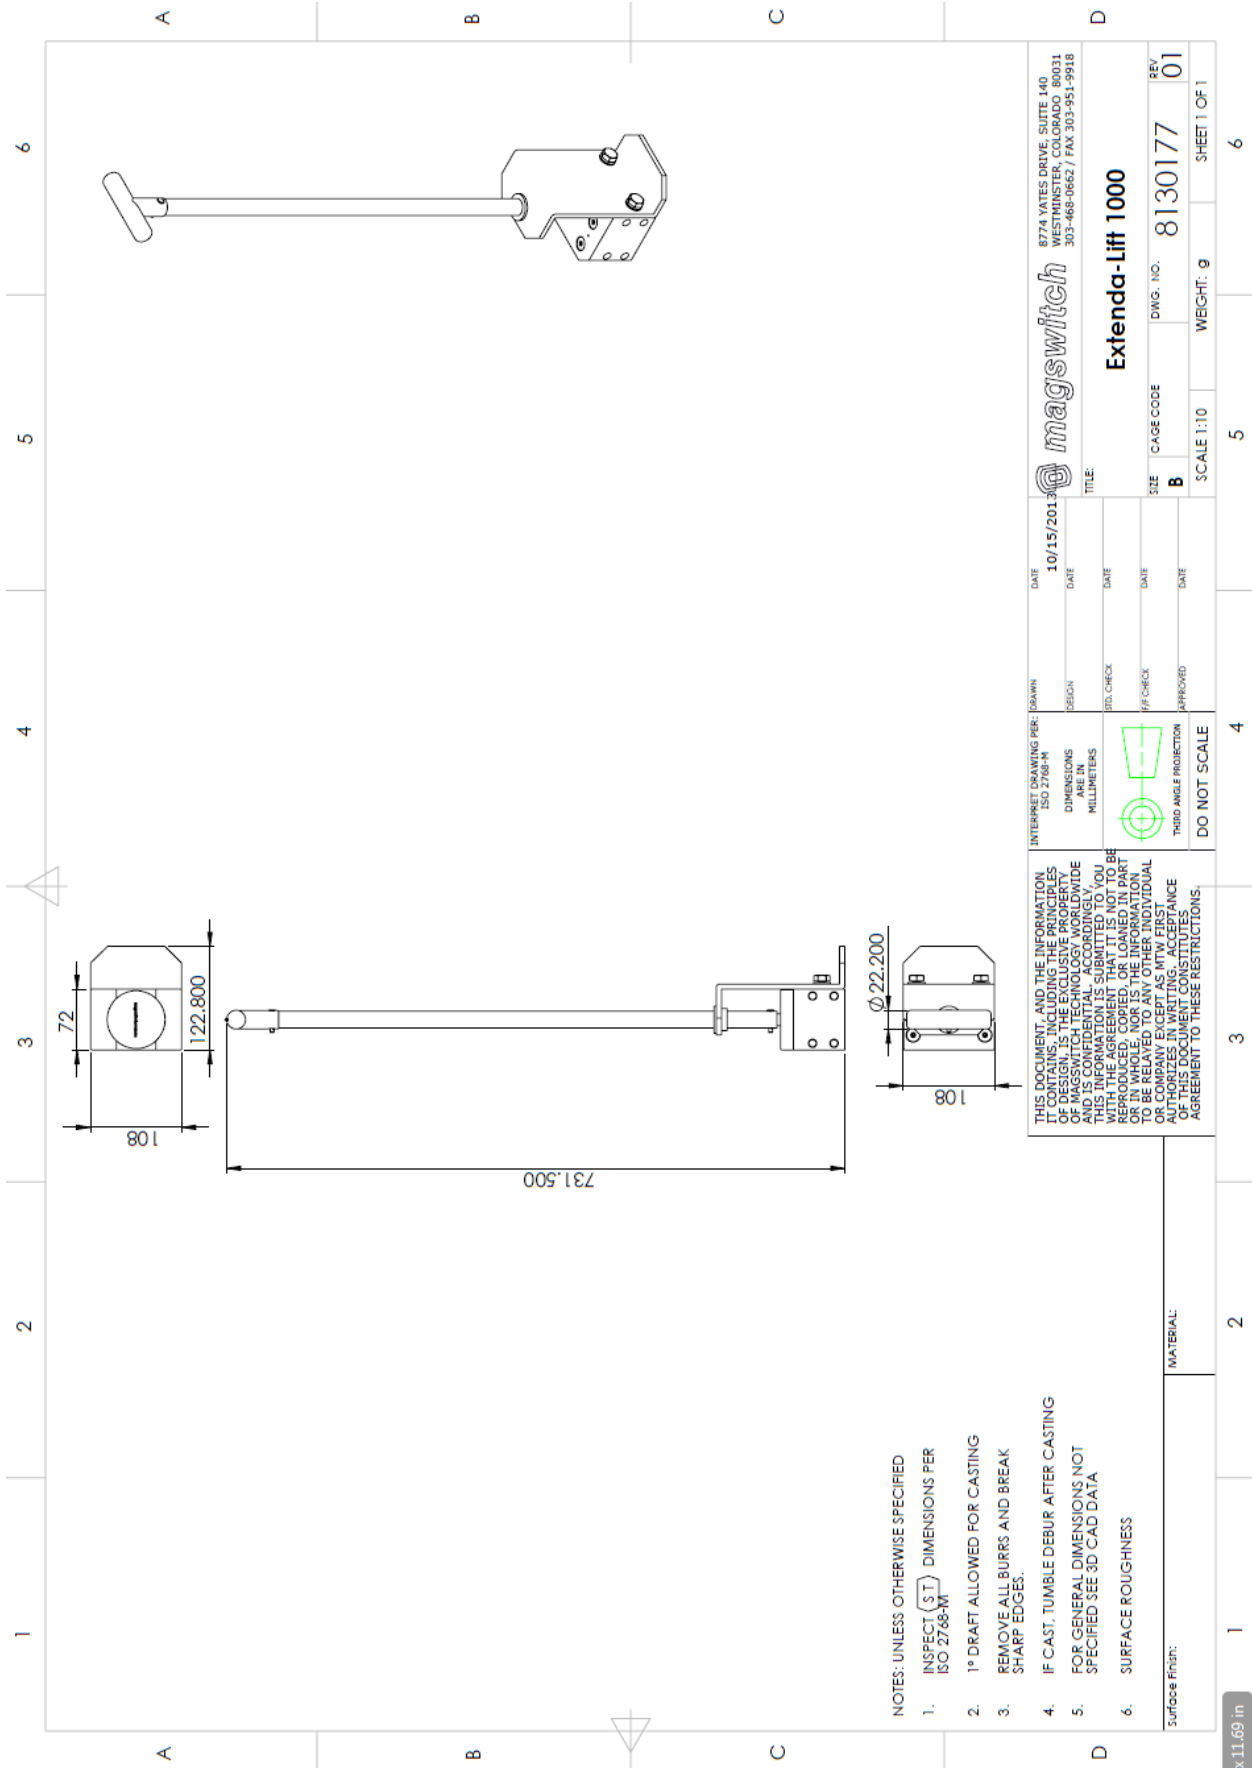 1
2
3
4
5
6
A
B
C
D
72
122.800
108
731.500
Ø22.200
108
NOTES: UNLESS OTHERWISE SPECIFIED
1. INSPECT ST DIMENSIONS PER
ISO 2768-M
2. 1° DRAFT ALLOWED FOR CASTING
3. REMOVE ALL BURRS AND BREAK
SHARP EDGES.
4. IF CAST, TUMBLE DEBUR AFTER CASTING
5. FOR GENERAL DIMENSIONS NOT
SPECIFIED SEE 3D CAD DATA
6. SURFACE ROUGHNESS
Surface Finish:
MATERIAL:
THIS DOCUMENT, AND THE INFORMATION
IT CONTAINS, INCLUDING THE PRINCIPLES
OF DESIGN, IS THE EXCLUSIVE PROPERTY
OF MAGSWITCH TECHNOLOGY WORLDWIDE
AND IS CONFIDENTIAL. ACCORDINGLY,
THIS INFORMATION IS SUBMITTED TO YOU
WITH THE AGREEMENT THAT IT IS NOT TO BE
REPRODUCED, COPIED, OR LOANED IN PART
OR IN WHOLE, NOR IS THE INFORMATION
TO BE RELAYED TO ANY OTHER INDIVIDUAL
OR COMPANY EXCEPT AS MTW FIRST
AUTHORIZES IN WRITING. ACCEPTANCE
OF THIS DOCUMENT CONSTITUTES
AGREEMENT TO THESE RESTRICTIONS.
INTERPRET DRAWING PER:
ISO 2768-M
DIMENSIONS
ARE IN
MILLIMETERS
THIRD ANGLE PROJECTION
DO NOT SCALE
DRAWN DATE
10/15/2013
DESIGN DATE
STD. CHECK DATE
F/F CHECK DATE
APPROVED DATE
magswitch
8774 YATES DRIVE, SUITE 140
WESTMINSTER, COLORADO 80031
303-468-0662 / FAX 303-951-9918
TITLE:
Extenda-Lift 1000
SIZE
B
CAGE CODE
DWG. NO.
8130177
REV
01
SCALE 1:10
WEIGHT: g
SHEET 1 OF 1
1
2
3
4
5
6
A
B
C
D
x 11.69 in